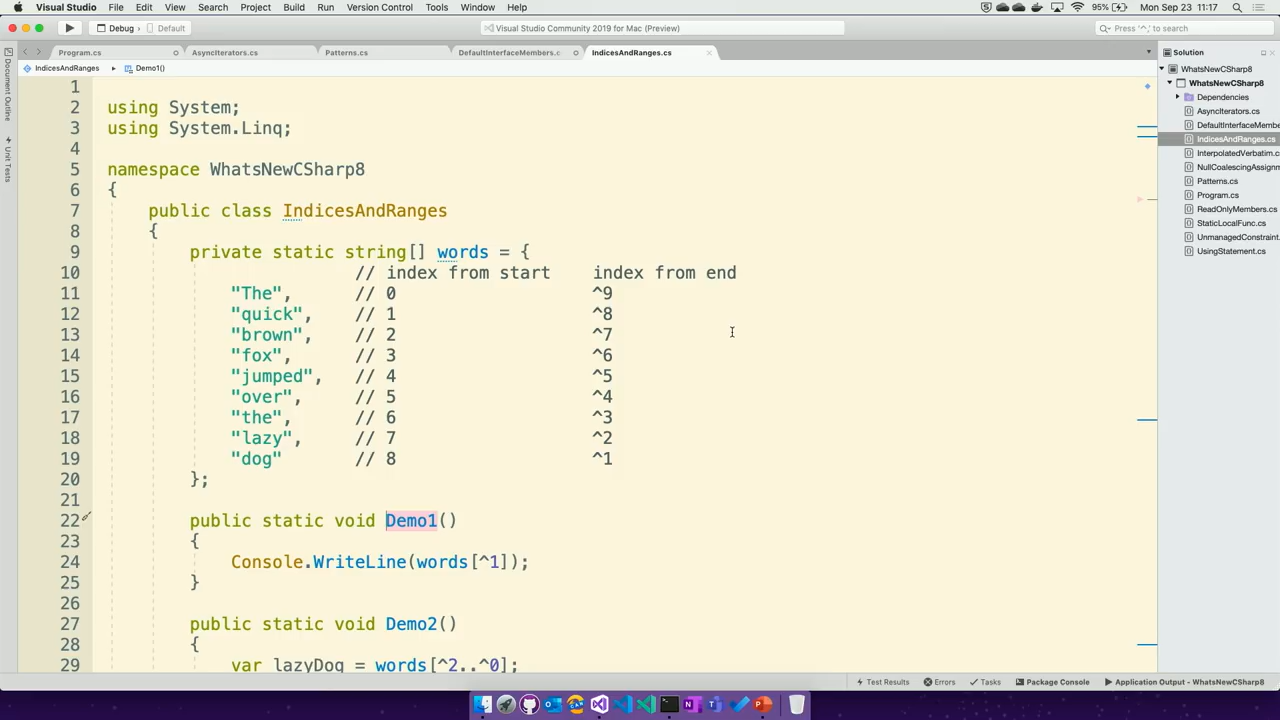 Visual Studio File Edit View Search Project Build Run Version Control Tools Window Help 95% Mon Sep 23 11:17
Debug Default Visual Studio Community 2019 for Mac (Preview) Press '⌥⌘.' to search
Program.cs AsyncIterators.cs Patterns.cs DefaultInterfaceMembers.c IndicesAndRanges.cs Solution
IndicesAndRanges Demo1()
Document Outline
Unit Tests
1
2 using System;
3 using System.Linq;
4
5 namespace WhatsNewCSharp8
6 {
7 public class IndicesAndRanges
8 {
9 private static string[] words = {
10 // index from start index from end
11 "The", // 0 ^9
12 "quick", // 1 ^8
13 "brown", // 2 ^7
14 "fox", // 3 ^6
15 "jumped", // 4 ^5
16 "over", // 5 ^4
17 "the", // 6 ^3
18 "lazy", // 7 ^2
19 "dog" // 8 ^1
20 };
21
22 public static void Demo1()
23 {
24 Console.WriteLine(words[^1]);
25 }
26
27 public static void Demo2()
28 {
29 var lazyDog = words[^2..^0];
WhatsNewCSharp8
WhatsNewCSharp8
Dependencies
AsyncIterators.cs
DefaultInterfaceMembe
IndicesAndRanges.cs
InterpolatedVerbatim.c
NullCoalescingAssignm
Patterns.cs
Program.cs
ReadOnlyMembers.cs
StaticLocalFunc.cs
UnmanagedConstraint.
UsingStatement.cs
Test Results Errors Tasks Package Console Application Output - WhatsNewCSharp8